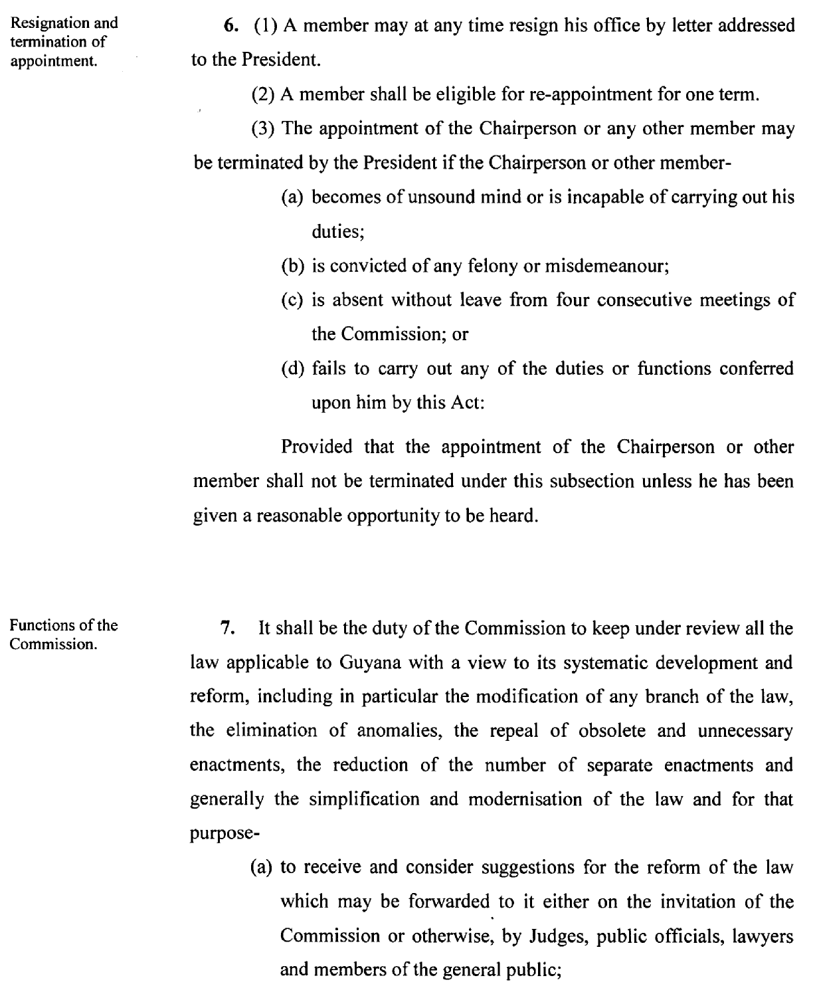 Resignation and
termination of
appointment.
6. (1) A member may at any time resign his office by letter addressed
to the President.
(2) A member shall be eligible for re-appointment for one term.
(3) The appointment of the Chairperson or any other member may
be terminated by the President if the Chairperson or other member-
(a) becomes of unsound mind or is incapable of carrying out his
duties;
(b) is convicted of any felony or misdemeanour;
(c) is absent without leave from four consecutive meetings of
the Commission; or
(d) fails to carry out any of the duties or functions conferred
upon him by this Act:
Provided that the appointment of the Chairperson or other
member shall not be terminated under this subsection unless he has been
given a reasonable opportunity to be heard.
Functions of the
Commission.
7. It shall be the duty of the Commission to keep under review all the
law applicable to Guyana with a view to its systematic development and
reform, including in particular the modification of any branch of the law,
the elimination of anomalies, the repeal of obsolete and unnecessary
enactments, the reduction of the number of separate enactments and
generally the simplification and modernisation of the law and for that
purpose-
(a) to receive and consider suggestions for the reform of the law
which may be forwarded to it either on the invitation of the
Commission or otherwise, by Judges, public officials, lawyers
and members of the general public;